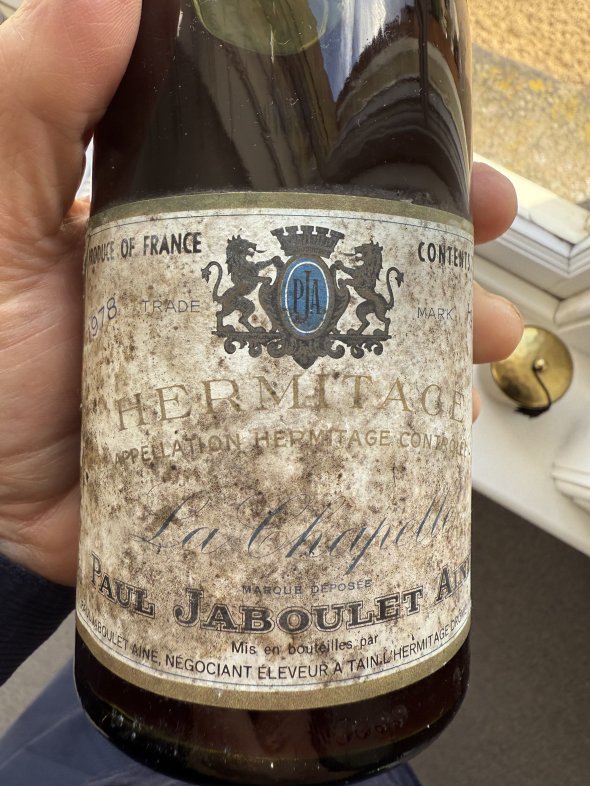 PRODUCT OF FRANCE
CONTENTS
PJA
1978
TRADE
MARK
HERMITAGE
APPELLATION HERMITAGE CONTRÔLÉE
La Chapelle
MARQUE DÉPOSÉE
PAUL JABOULET AINÉ
Mis en bouteilles par
JABOULET AINÉ, NÉGOCIANT ÉLEVEUR A TAIN L'HERMITAGE